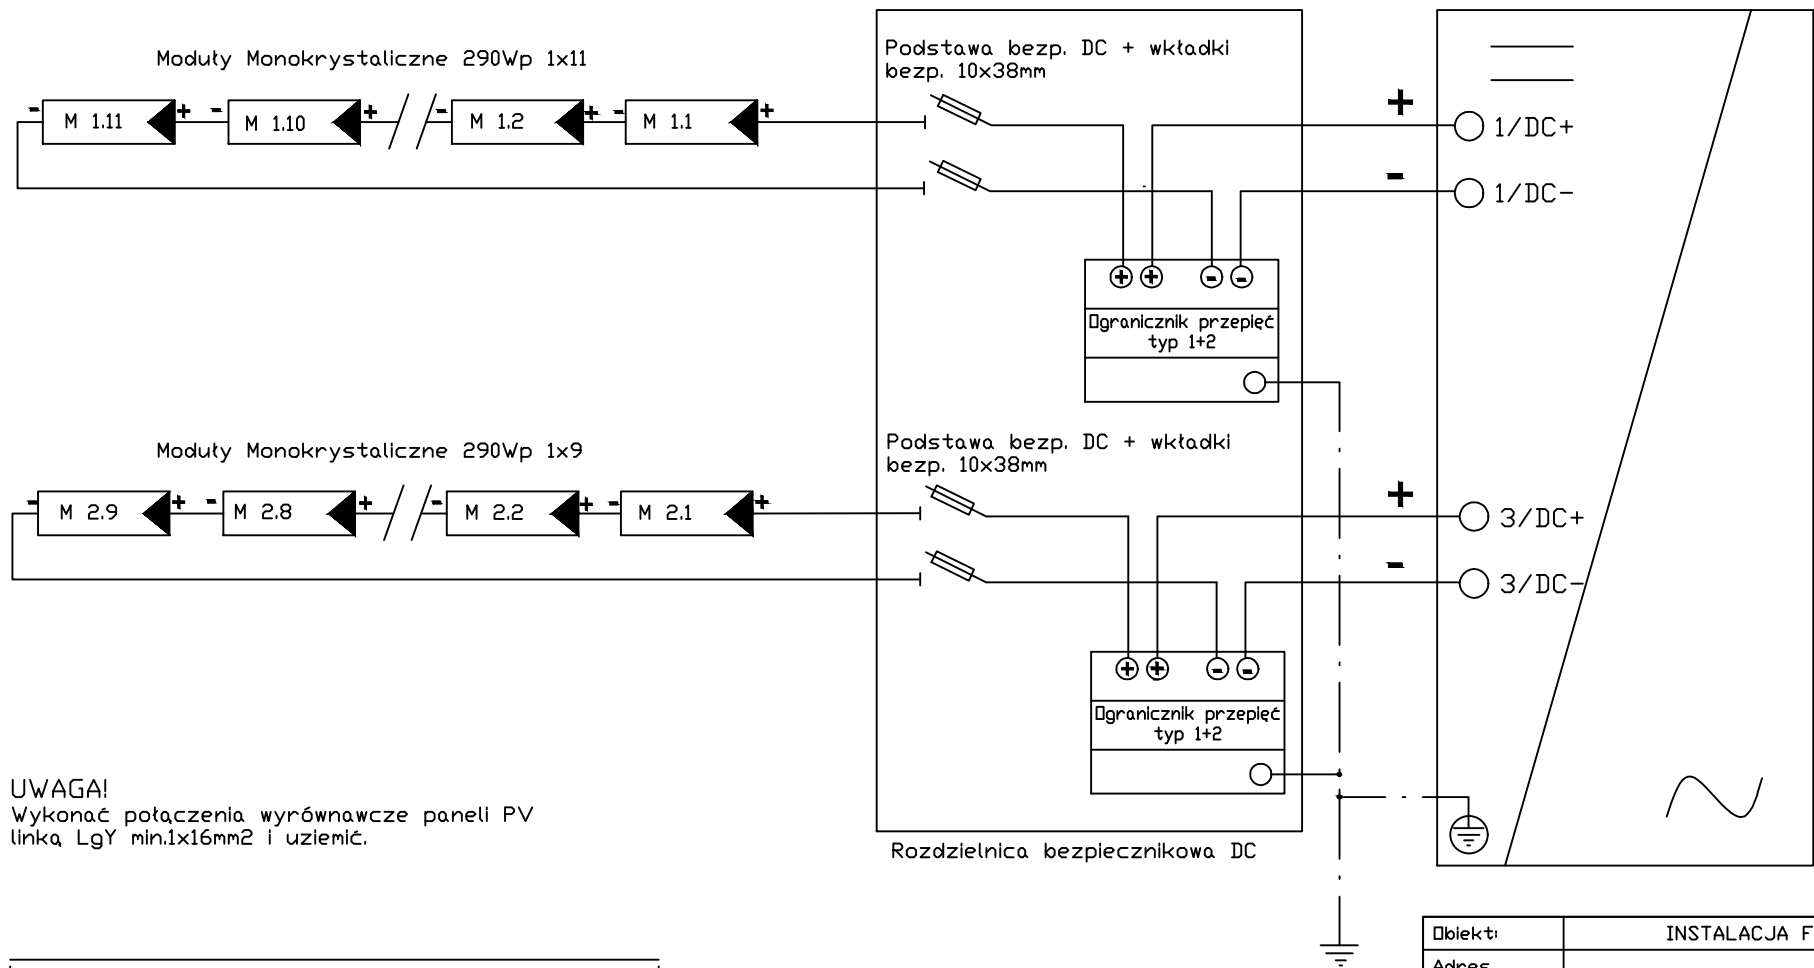 Moduły Monokrystaliczne 290Wp 1x11
- M 1.11 + - M 1.10 + - M 1.2 + - M 1.1 +
Podstawa bezp. DC + wkładki
bezp. 10x38mm
+
1/DC+
-
1/DC-
+ + - -
Ogranicznik przepięć
typ 1+2
Moduły Monokrystaliczne 290Wp 1x9
- M 2.9 + - M 2.8 + - M 2.2 + - M 2.1 +
Podstawa bezp. DC + wkładki
bezp. 10x38mm
+
3/DC+
-
3/DC-
+ + - -
Ogranicznik przepięć
typ 1+2
UWAGA!
Wykonać połączenia wyrównawcze paneli PV
linką LgY min.1x16mm2 i uziemić.
Rozdzielnica bezpiecznikowa DC
Obiekt: INSTALACJA F
Adres